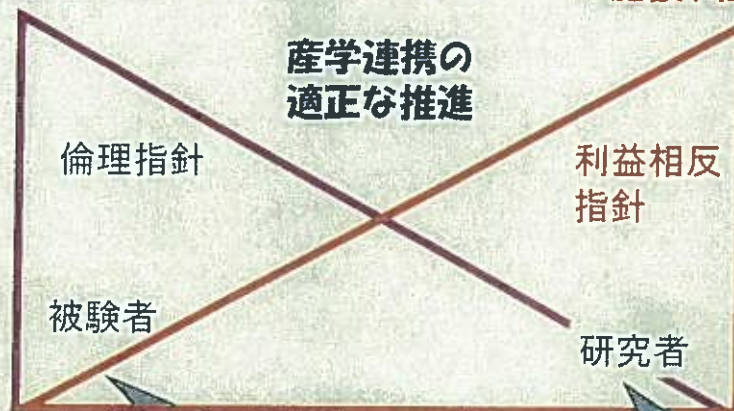 産学連携の
適正な推進
倫理指針
利益相反
指針
被験者
研究者